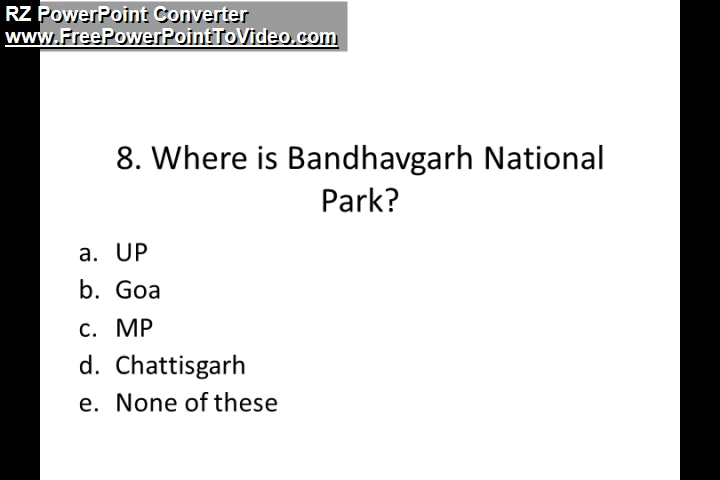 RZ PowerPoint Converter
www.FreePowerPointToVideo.com
8. Where is Bandhavgarh National
Park?
a. UP
b. Goa
c. MP
d. Chattisgarh
e. None of these